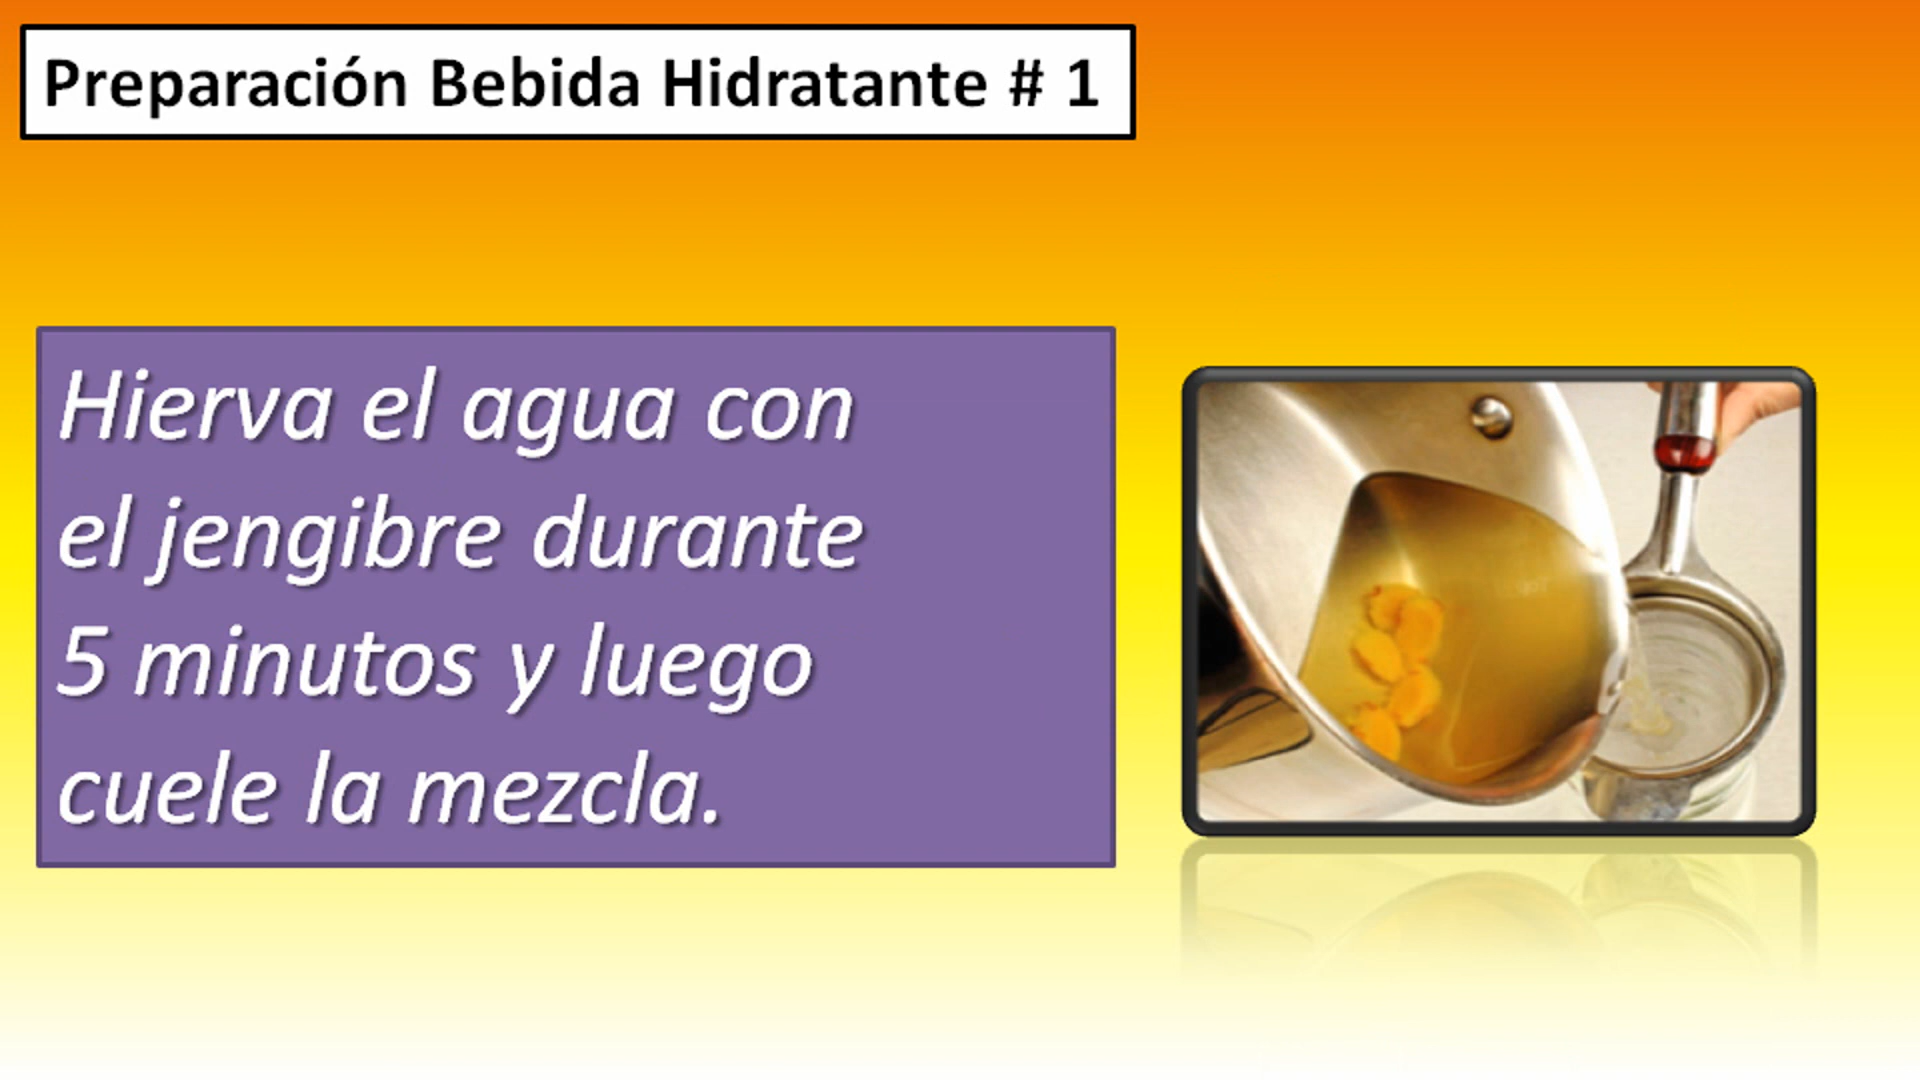 Preparación Bebida Hidratante # 1
Hierva el agua con
el jengibre durante
5 minutos y luego
cuele la mezcla.